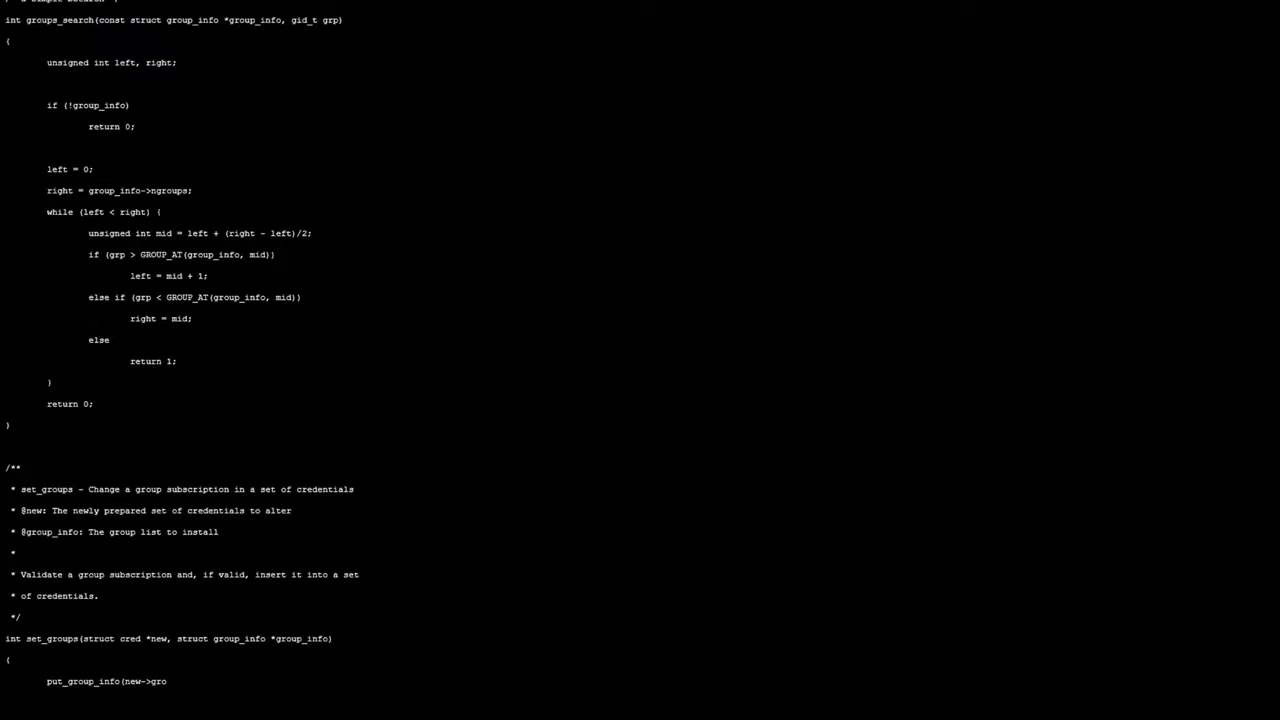 /* a simple bsearch */
int groups_search(const struct group_info *group_info, gid_t grp)
{
unsigned int left, right;
if (!group_info)
return 0;
left = 0;
right = group_info->ngroups;
while (left < right) {
unsigned int mid = left + (right - left)/2;
if (grp > GROUP_AT(group_info, mid))
left = mid + 1;
else if (grp < GROUP_AT(group_info, mid))
right = mid;
else
return 1;
}
return 0;
}
/**
* set_groups - Change a group subscription in a set of credentials
* @new: The newly prepared set of credentials to alter
* @group_info: The group list to install
*
* Validate a group subscription and, if valid, insert it into a set
* of credentials.
*/
int set_groups(struct cred *new, struct group_info *group_info)
{
put_group_info(new->gro